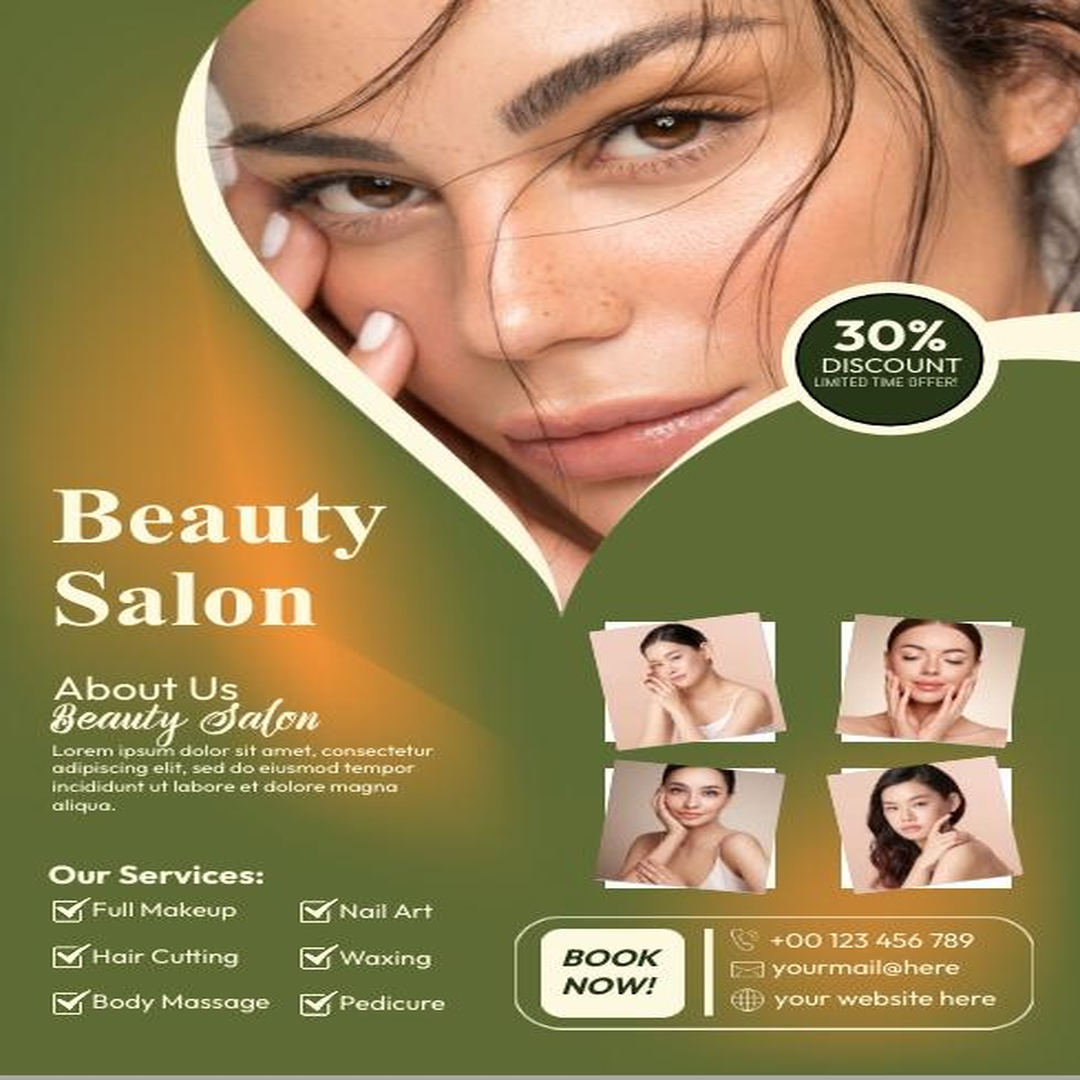 30%
DISCOUNT
LIMITED TIME OFFER!
Beauty
Salon
About Us
Beauty Salon
Lorem ipsum dolor sit amet, consectetur
adipiscing elit, sed do eiusmod tempor
incididunt ut labore et dolore magna
aliqua.
Our Services:
Full Makeup
Nail Art
Hair Cutting
Waxing
Body Massage
Pedicure
BOOK
NOW!
+00 123 456 789
yourmail@here
your website here